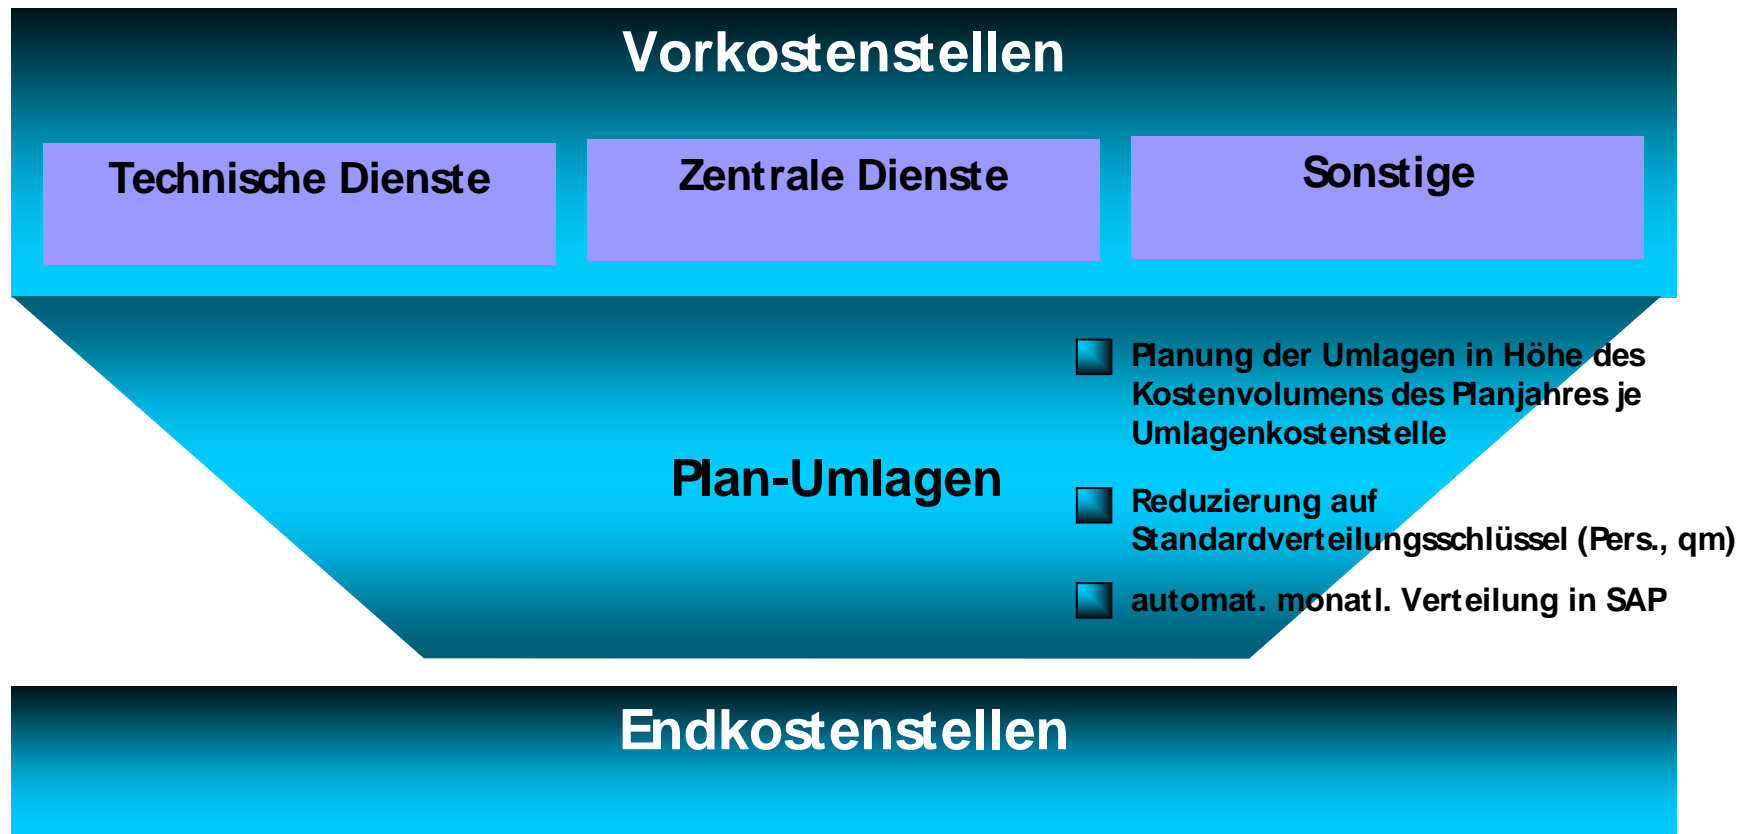 Vorkostenstellen
Technische Dienste
Zentrale Dienste
Sonstige
Planung der Umlagen in Höhe des
Kostenvolumens des Planjahres je
Umlagenkostenstelle
Plan-Umlagen
Reduzierung auf
Standardverteilungsschlüssel (Pers., qm)
automat. monatl. Verteilung in SAP
Endkostenstellen